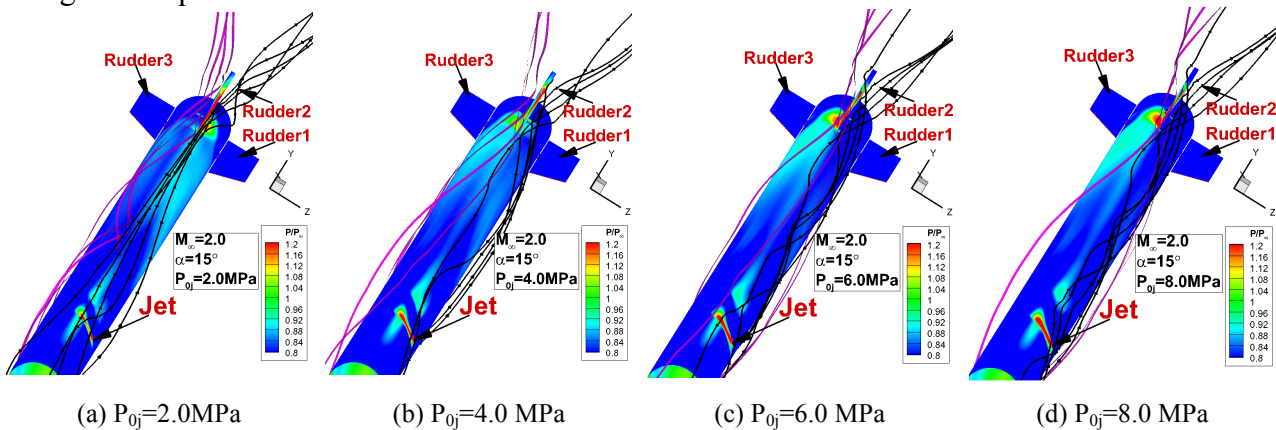 Rudder3
Rudder2
Rudder1
Y
Z
M∞=2.0
α=15°
P0j=2.0MPa
P/P∞
1.2
1.16
1.12
1.08
1.04
1
0.96
0.92
0.88
0.84
0.8
Jet
(a) P0j=2.0MPa
Rudder3
Rudder2
Rudder1
Y
Z
M∞=2.0
α=15°
P0j=4.0MPa
P/P∞
1.2
1.16
1.12
1.08
1.04
1
0.96
0.92
0.88
0.84
0.8
Jet
(b) P0j=4.0 MPa
Rudder3
Rudder2
Rudder1
Y
Z
M∞=2.0
α=15°
P0j=6.0MPa
P/P∞
1.2
1.16
1.12
1.08
1.04
1
0.96
0.92
0.88
0.84
0.8
Jet
(c) P0j=6.0 MPa
Rudder3
Rudder2
Rudder1
Y
Z
M∞=2.0
α=15°
P0j=8.0MPa
P/P∞
1.2
1.16
1.12
1.08
1.04
1
0.96
0.92
0.88
0.84
0.8
Jet
(d) P0j=8.0 MPa